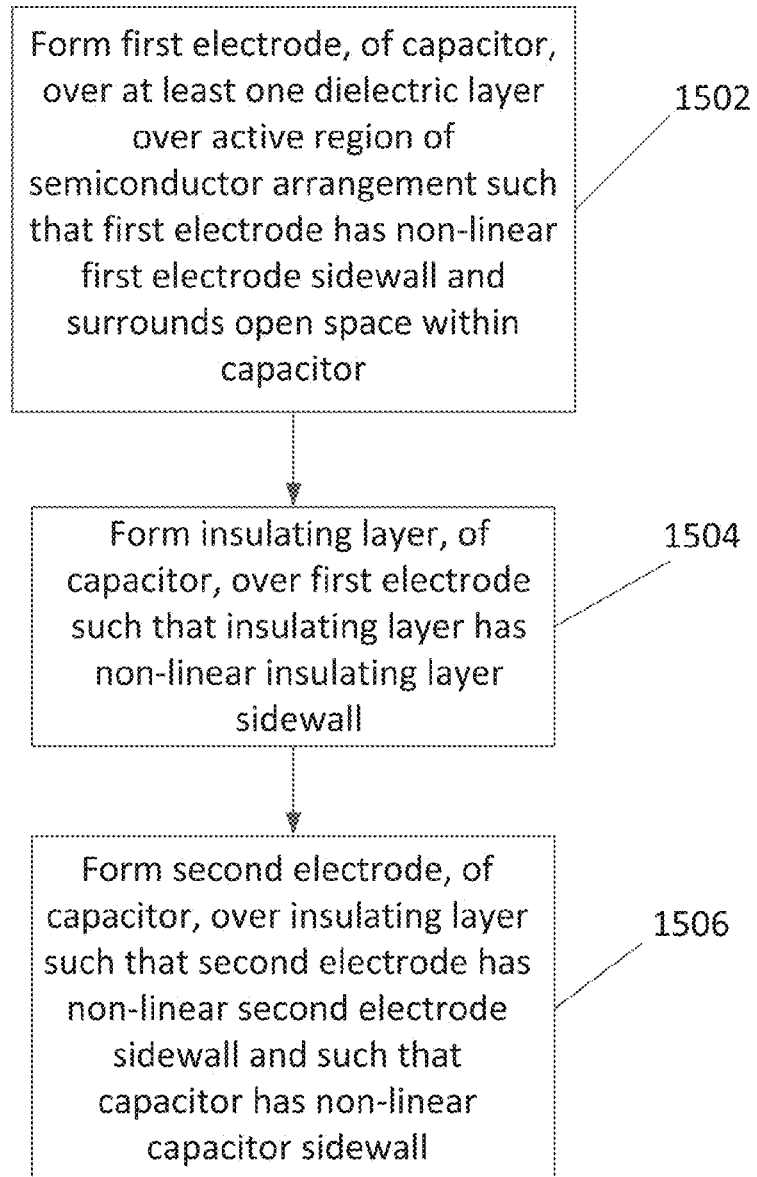 Form first electrode, of capacitor,
over at least one dielectric layer
over active region of
semiconductor arrangement such
that first electrode has non-linear
first electrode sidewall and
surrounds open space within
capacitor
1502
Form insulating layer, of
capacitor, over first electrode
such that insulating layer has
non-linear insulating layer
sidewall
1504
Form second electrode, of
capacitor, over insulating layer
such that second electrode has
non-linear second electrode
sidewall and such that
capacitor has non-linear
capacitor sidewall
1506